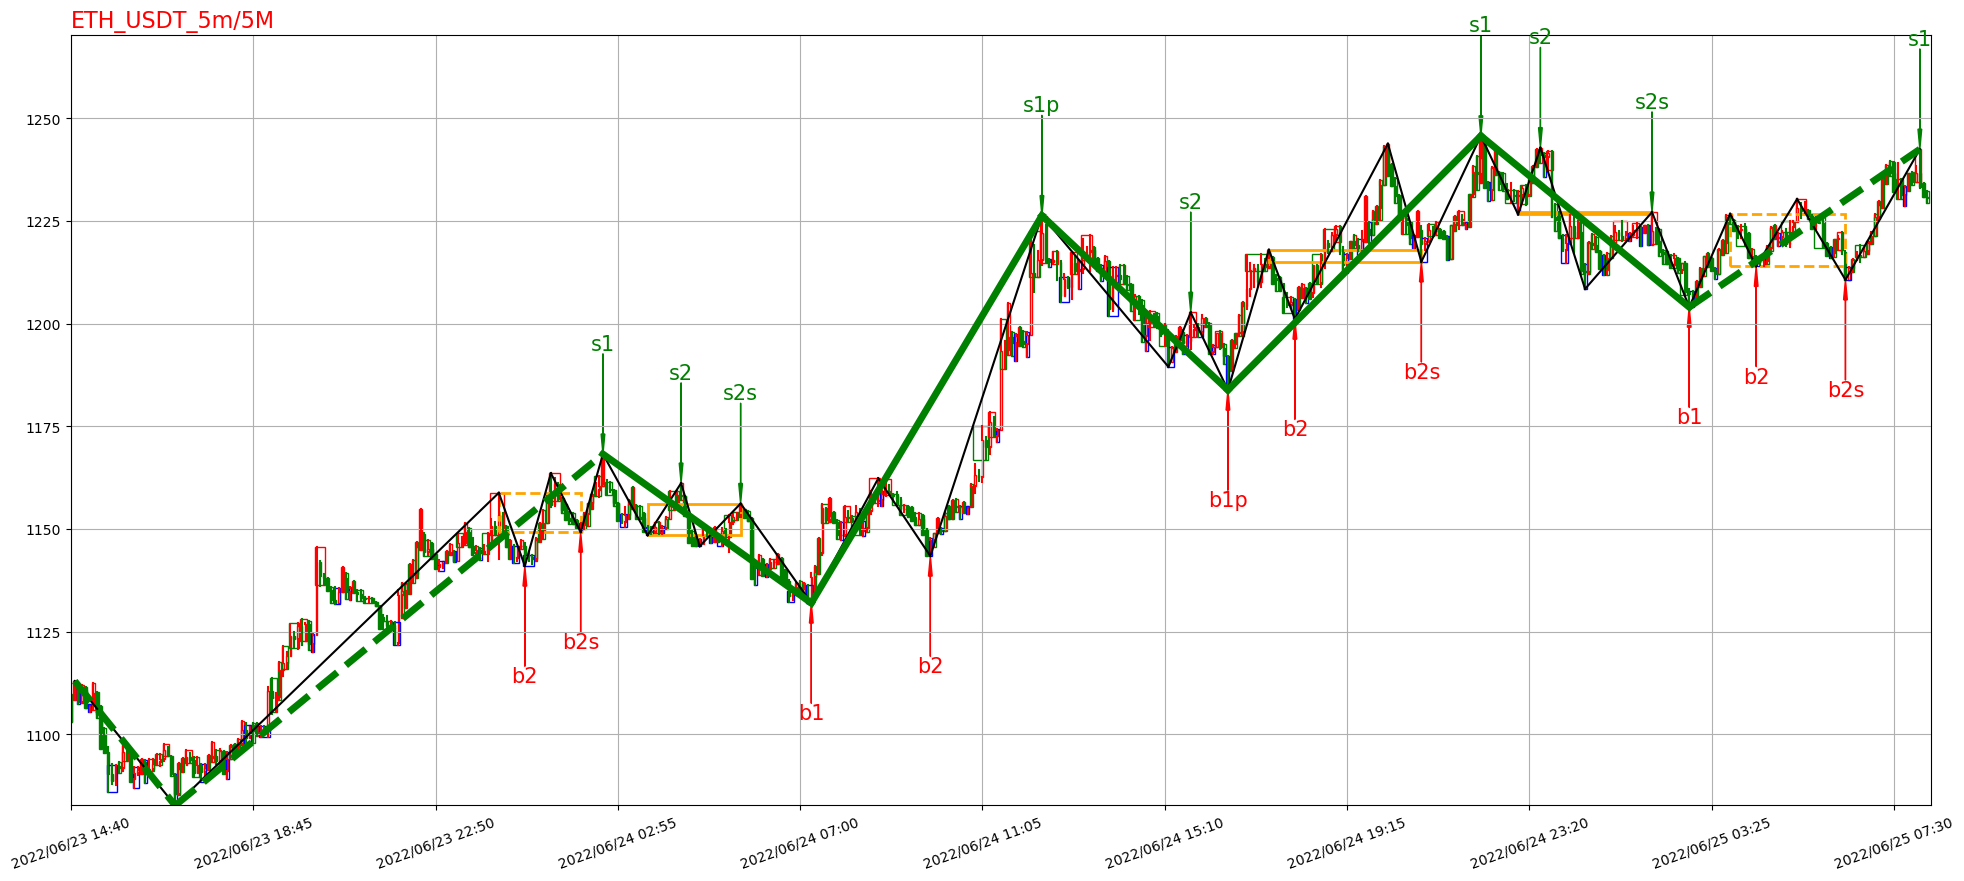 ETH_USDT_5m/5M
s1
s2
s1
s1p
s2s
s2
s1
s2
s2s
1250
1225
1200
1175
1150
1125
1100
b2s
b2
b2s
b1
b2
b1p
b2s
b2
b2
b1
b2
b2s
2022/06/23 14:40
2022/06/23 18:45
2022/06/23 22:50
2022/06/24 02:55
2022/06/24 07:00
2022/06/24 11:05
2022/06/24 15:10
2022/06/24 19:15
2022/06/24 23:20
2022/06/25 03:25
2022/06/25 07:30